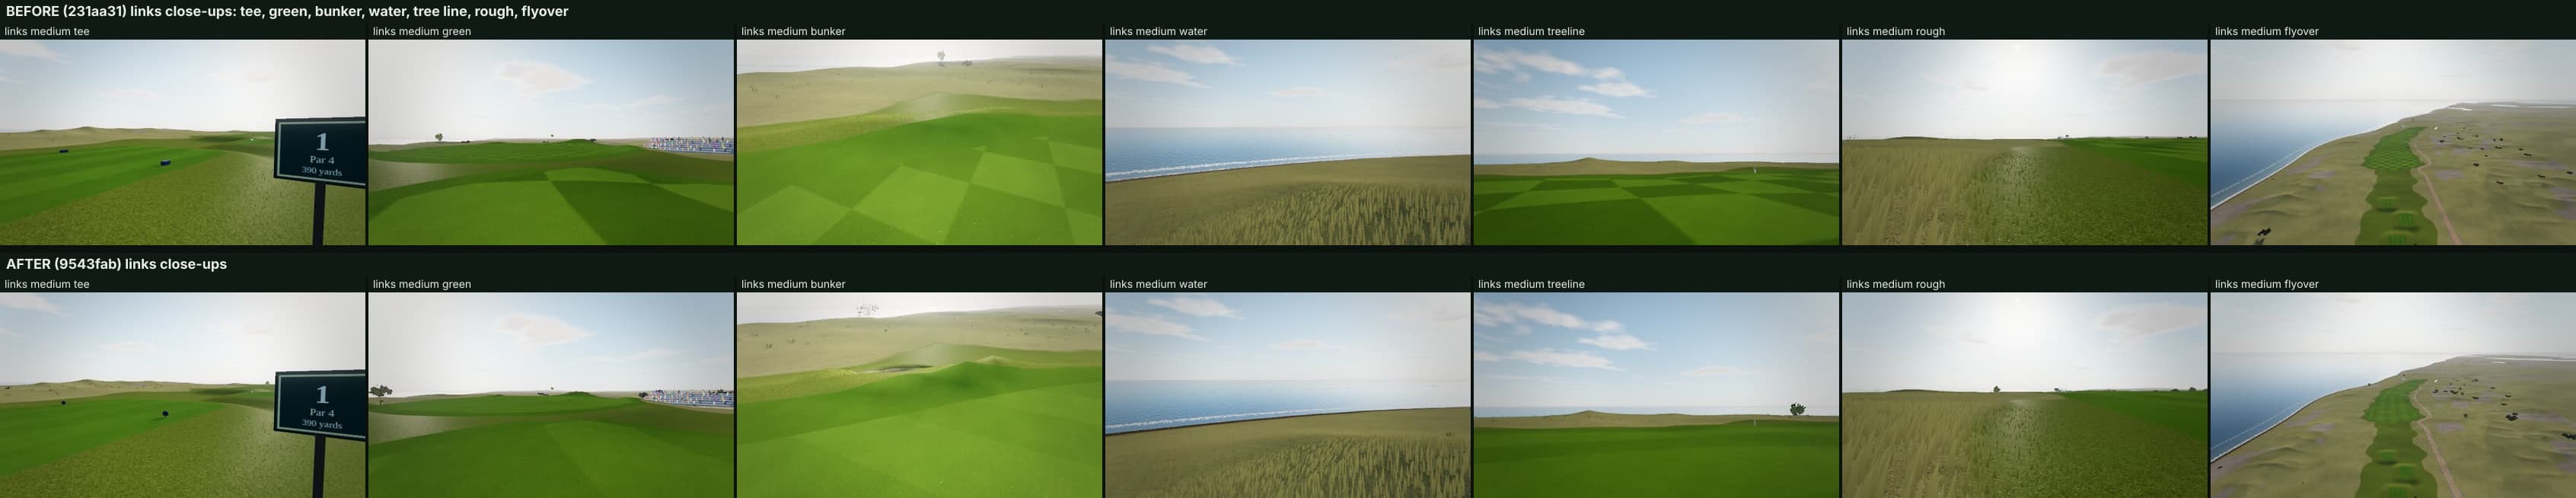 BEFORE (231aa31) links close-ups: tee, green, bunker, water, tree line, rough, flyover
links medium tee
links medium green
links medium bunker
links medium water
links medium treeline
links medium rough
links medium flyover
1
Par 4
390 yards
AFTER (9543fab) links close-ups
links medium tee
links medium green
links medium bunker
links medium water
links medium treeline
links medium rough
links medium flyover
1
Par 4
390 yards